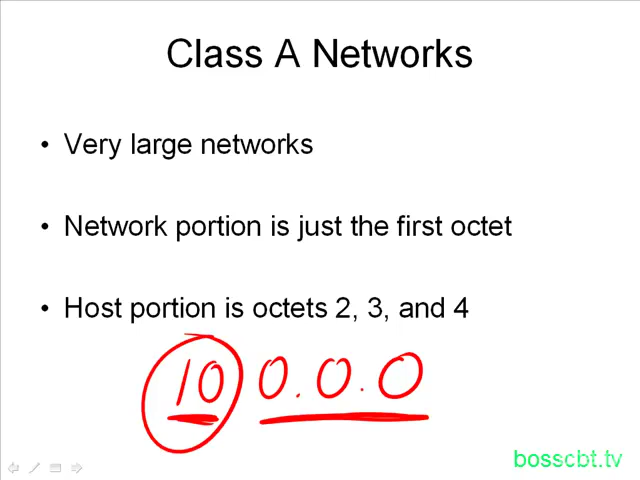 Class A Networks
• Very large networks
• Network portion is just the first octet
• Host portion is octets 2, 3, and 4
10 0.0.0
bosscbt.tv